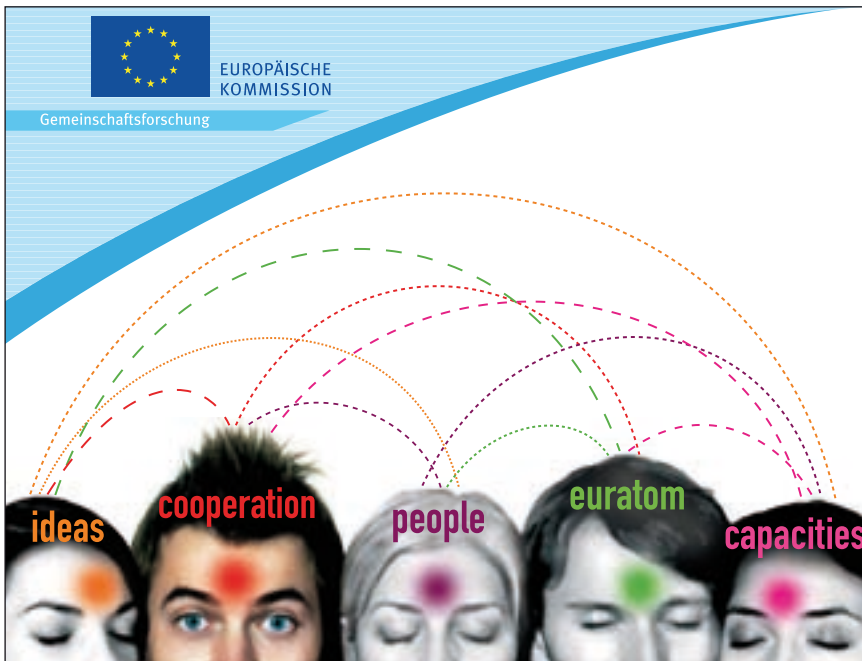 EUROPÄISCHE
KOMMISSION
Gemeinschaftsforschung
ideas
cooperation
people
euratom
capacities